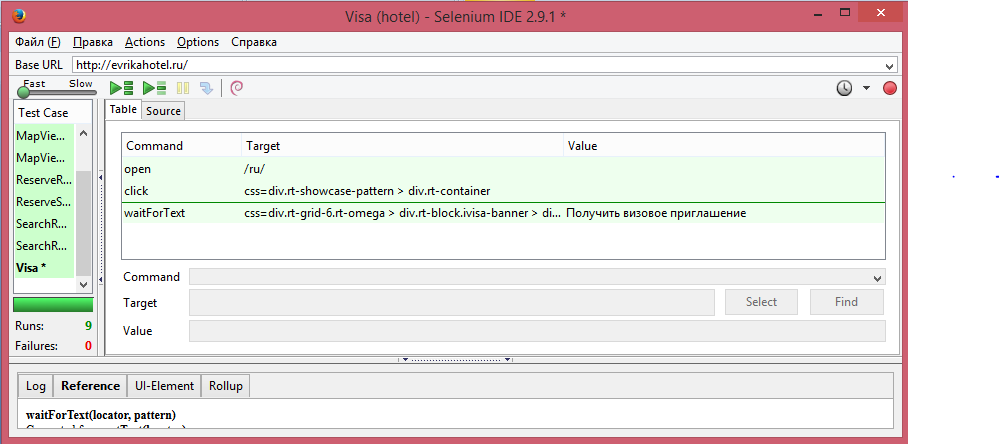 Visa (hotel) - Selenium IDE 2.9.1 *
Файл (F) Правка Actions Options Справка
Base URL http://evrikahotel.ru/
Fast Slow
Test Case
MapVie...
MapVie...
ReserveR...
ReserveS...
SearchR...
SearchR...
Visa *
Runs: 9
Failures: 0
Table Source
Command Target Value
open /ru/
click css=div.rt-showcase-pattern > div.rt-container
waitForText css=div.rt-grid-6.rt-omega > div.rt-block.ivisa-banner > di... Получить визовое приглашение
Command
Target Select Find
Value
Log Reference UI-Element Rollup
waitForText(locator, pattern)